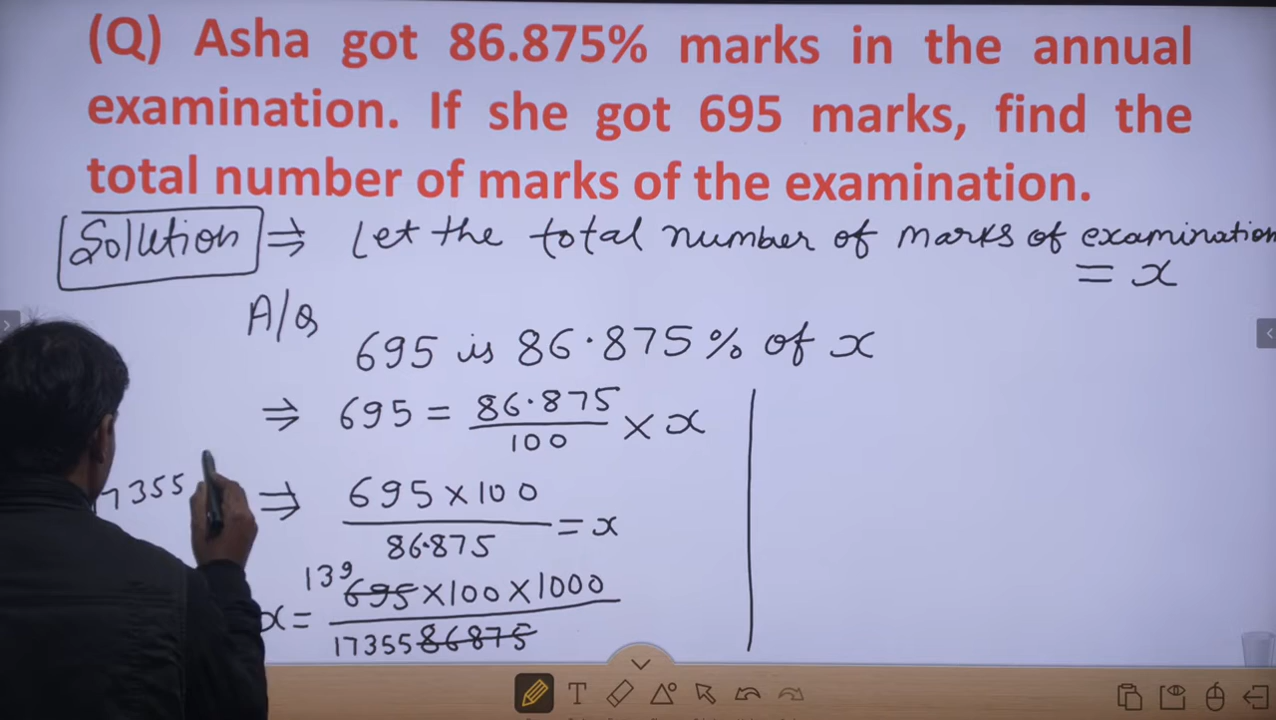 (Q) Asha got 86.875% marks in the annual
examination. If she got 695 marks, find the
total number of marks of the examination.
Solution ⇒ Let the total number of marks of examination
= x
A/Q
695 is 86.875% of x
⇒ 695 = 86.875/100 × x
7355
⇒ 695×100/86.875 = x
139
x = 695×100×1000/17355 86875
T